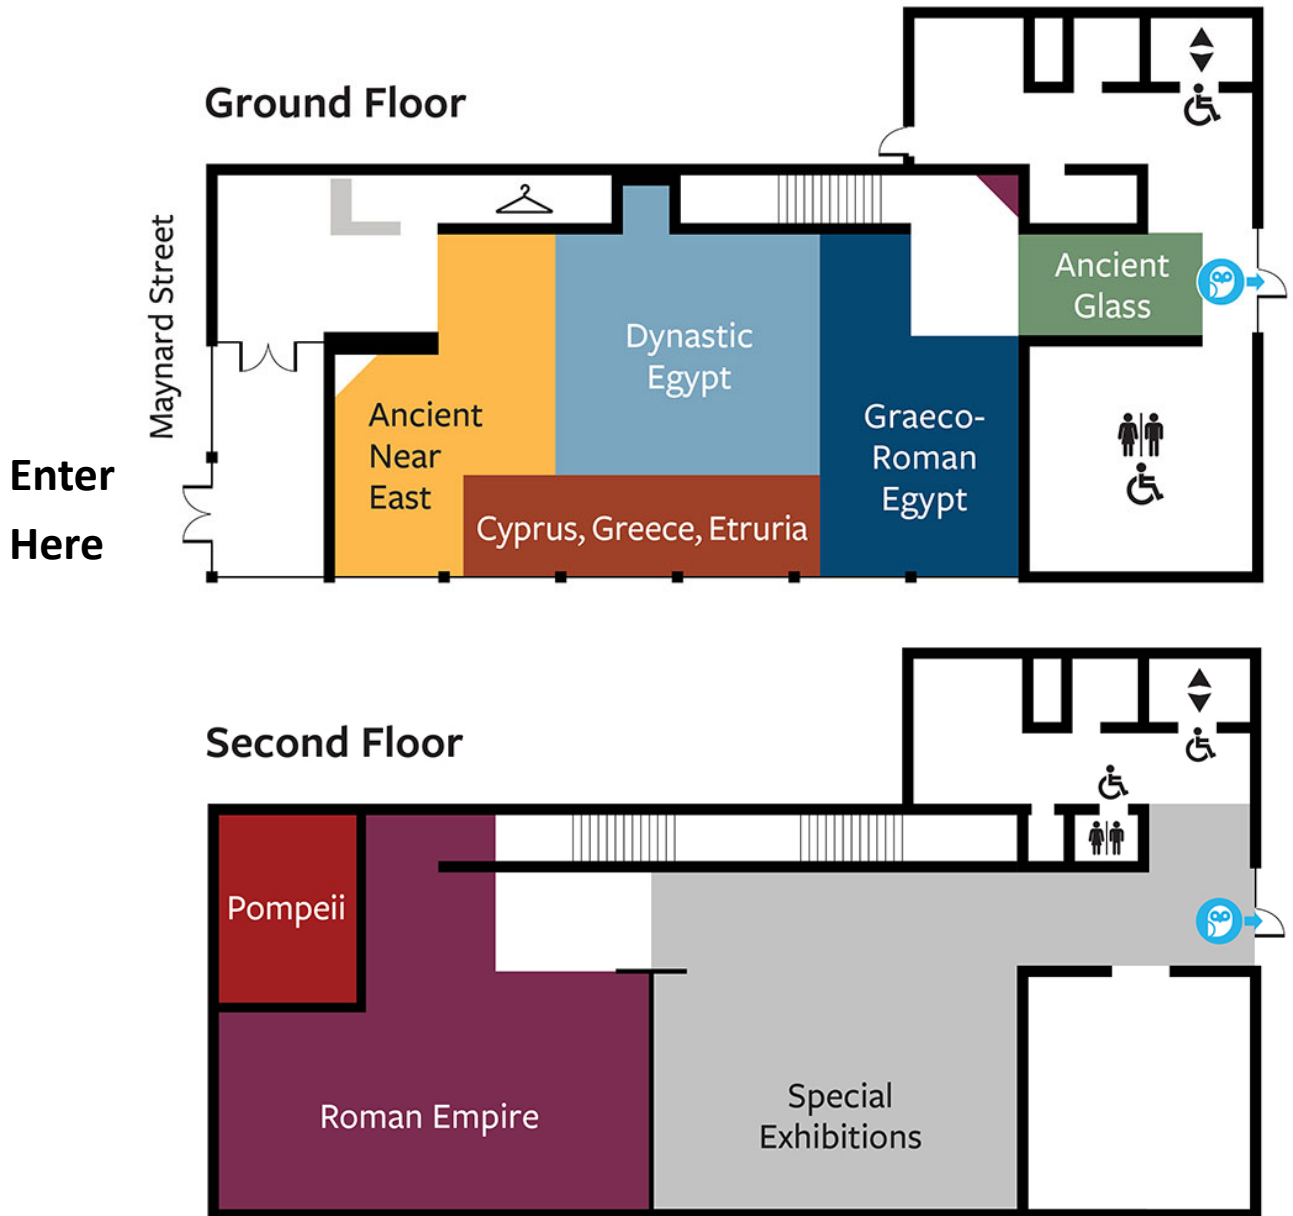 Ground Floor
Maynard Street
Enter
Here
Ancient
Near
East
Dynastic
Egypt
Cyprus, Greece, Etruria
Graeco-
Roman
Egypt
Ancient
Glass
Second Floor
Pompeii
Roman Empire
Special
Exhibitions